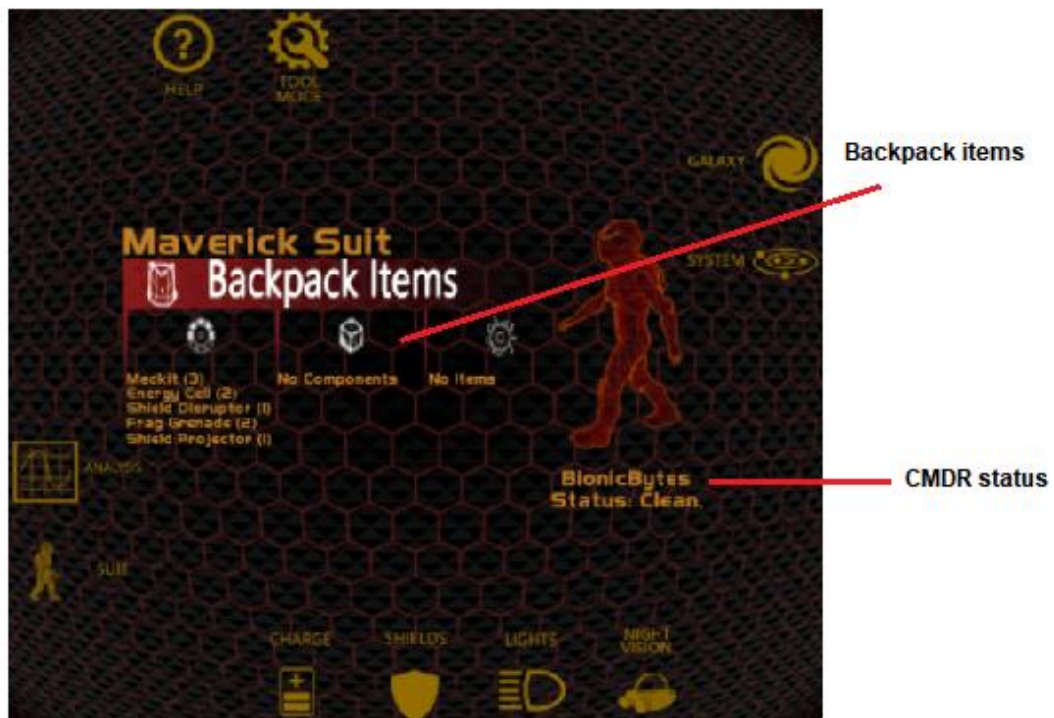 HELP
TOOL
MODE
Backpack items
GALAXY
Maverick Suit
SYSTEM
Backpack Items
Meckit (3)
No Components
No Items
Energy Cell (2)
Shield Disruptor (1)
Frag Grenade (2)
Shield Projector (1)
ANALYSIS
BionicBytes
CMDR status
Status: Clean.
SUIT
CHARGE
SHIELDS
LIGHTS
NIGHT
VISION